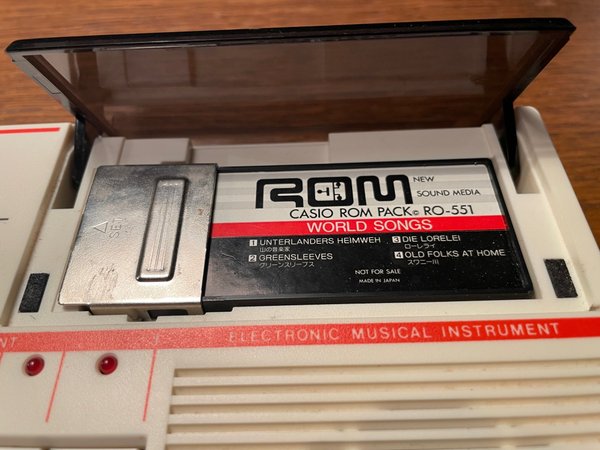 ROM NEW
SOUND MEDIA
CASIO ROM PACK© RO-551
WORLD SONGS
1 UNTERLANDERS HEIMWEH
山の音楽家
2 GREENSLEEVES
グリーンスリーブス
3 DIE LORELEI
ローレライ
4 OLD FOLKS AT HOME
スワニー川
NOT FOR SALE
MADE IN JAPAN
△
SET
NT
ELECTRONIC MUSICAL INSTRUMENT